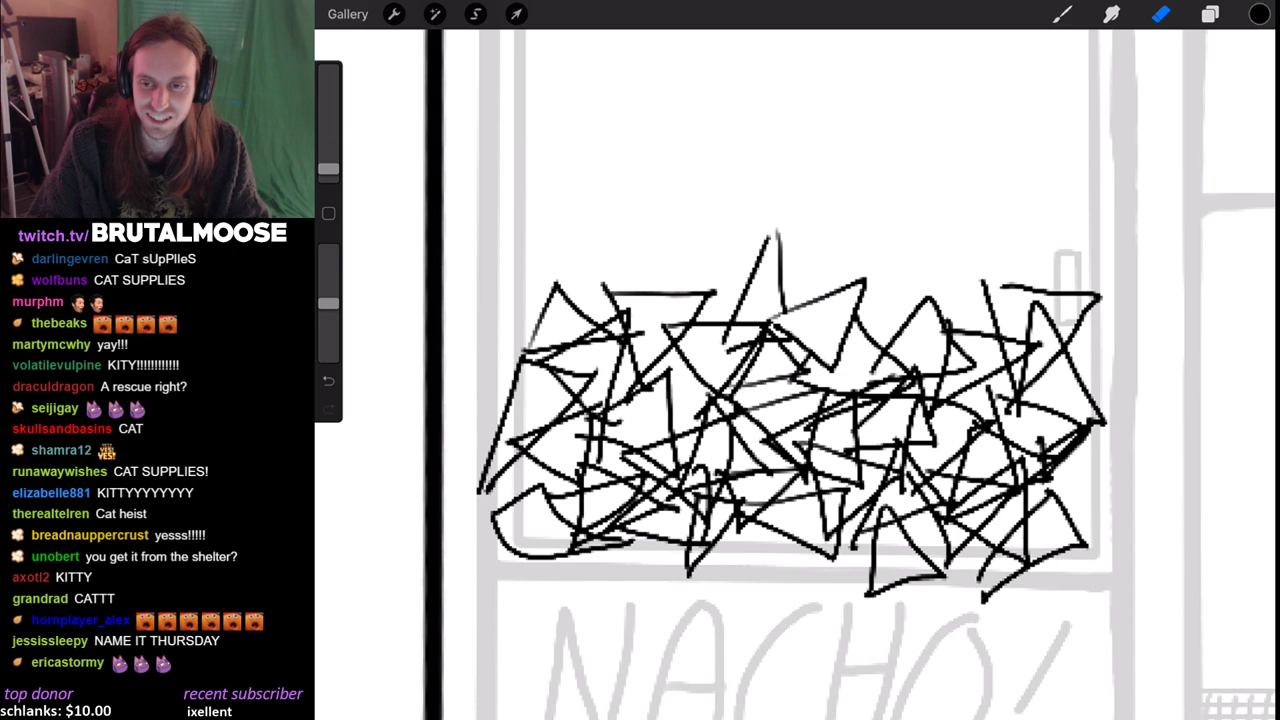 Gallery
twitch.tv/BRUTALMOOSE
darlingevren CaT sUpPlIeS
wolfbuns CAT SUPPLIES
murphm
thebeaks
martymcwhy yay!!!
volatilevulpine KITY!!!!!!!!!!!!
draculdragon A rescue right?
seijigay
skullsandbasins CAT
shamra12 YES! YES!
runawaywishes CAT SUPPLIES!
elizabelle881 KITTYYYYYYYY
therealtelren Cat heist
breadnauppercrust yesss!!!!!
unobert you get it from the shelter?
axotl2 KITTY
grandrad CATTT
hornplayer_alex
jessissleepy NAME IT THURSDAY
ericastormy
top donor
schlanks: $10.00
recent subscriber
ixellent
NACHO!